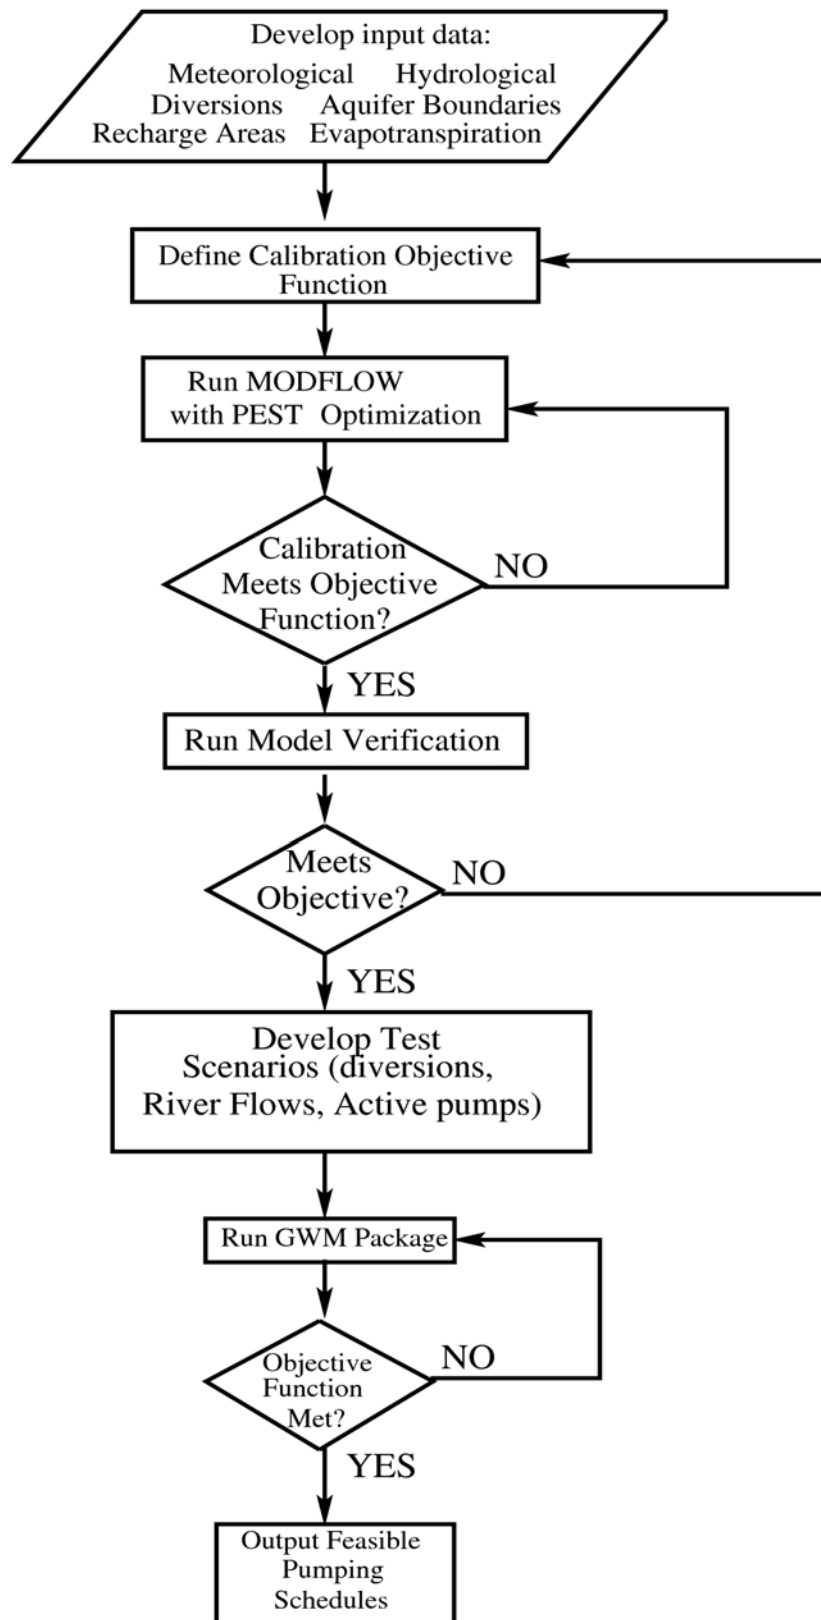 Develop input data:
Meteorological Hydrological
Diversions Aquifer Boundaries
Recharge Areas Evapotranspiration
Define Calibration Objective
Function
Run MODFLOW
with PEST Optimization
Calibration
Meets Objective
Function?
NO
YES
Run Model Verification
Meets
Objective?
NO
YES
Develop Test
Scenarios (diversions,
River Flows, Active pumps)
Run GWM Package
Objective
Function
Met?
NO
YES
Output Feasible
Pumping
Schedules